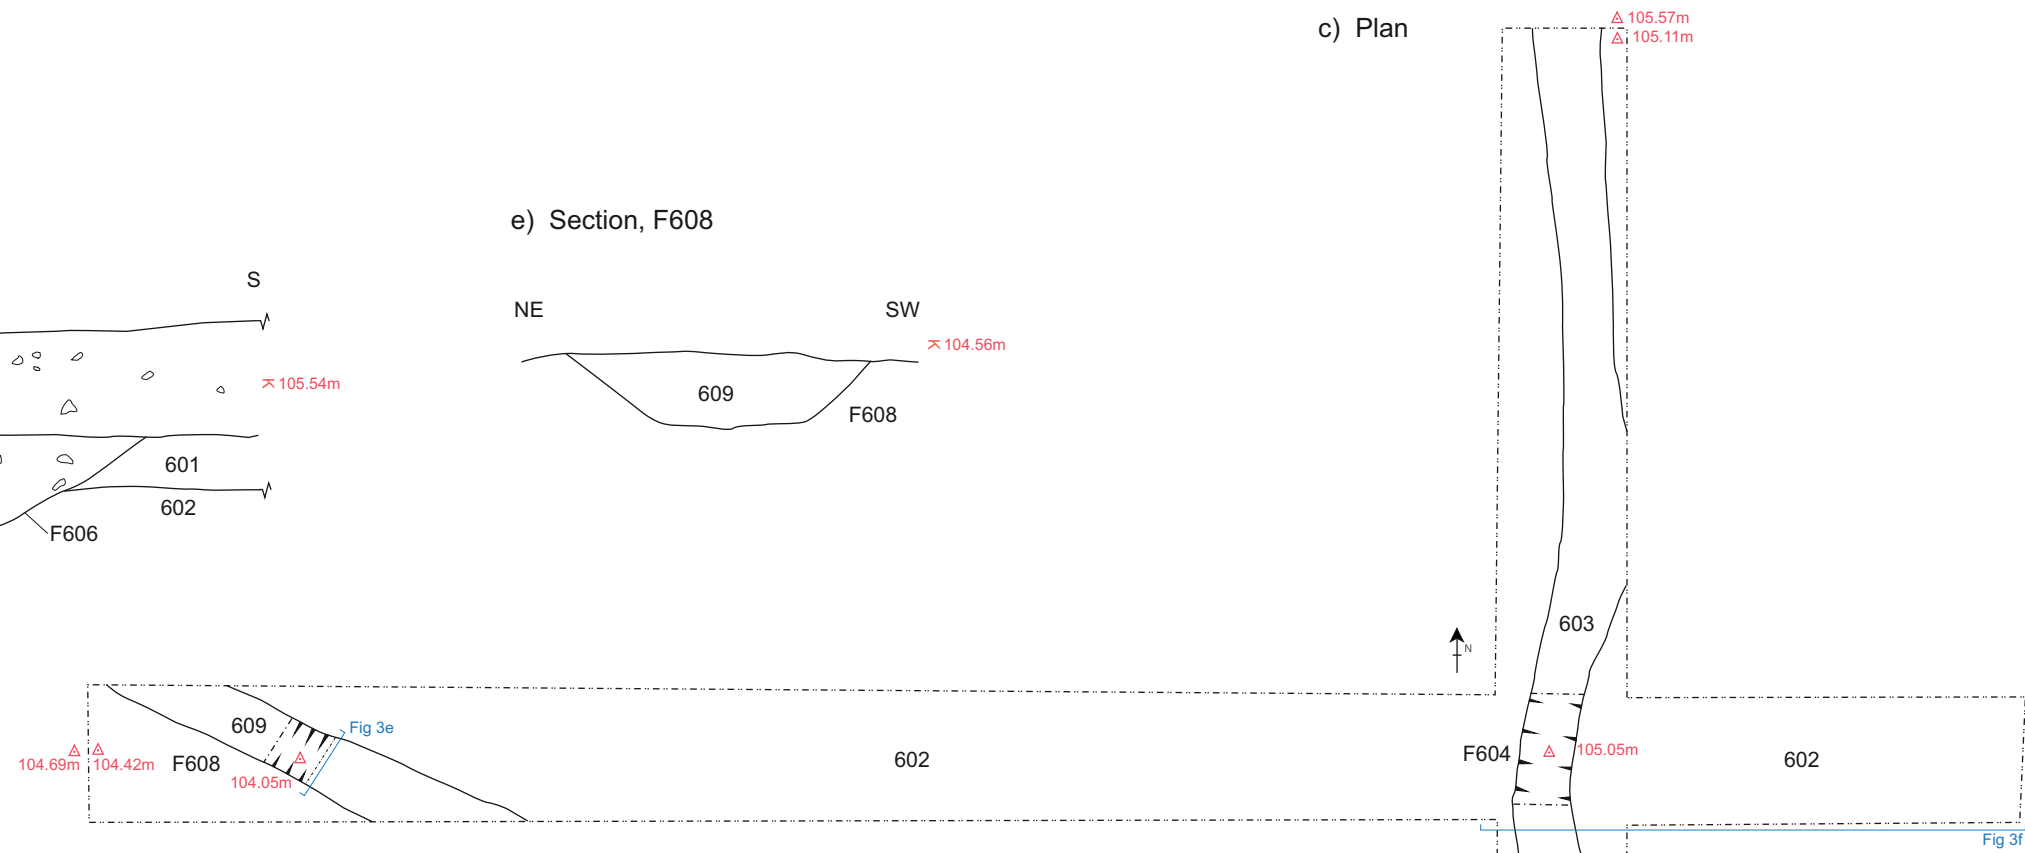 c) Plan
105.57m
105.11m
e) Section, F608
S
NE
SW
104.56m
105.54m
609
F608
601
602
F606
603
N
609
Fig 3e
104.69m
104.42m
F608
104.05m
602
F604
105.05m
602
Fig 3f